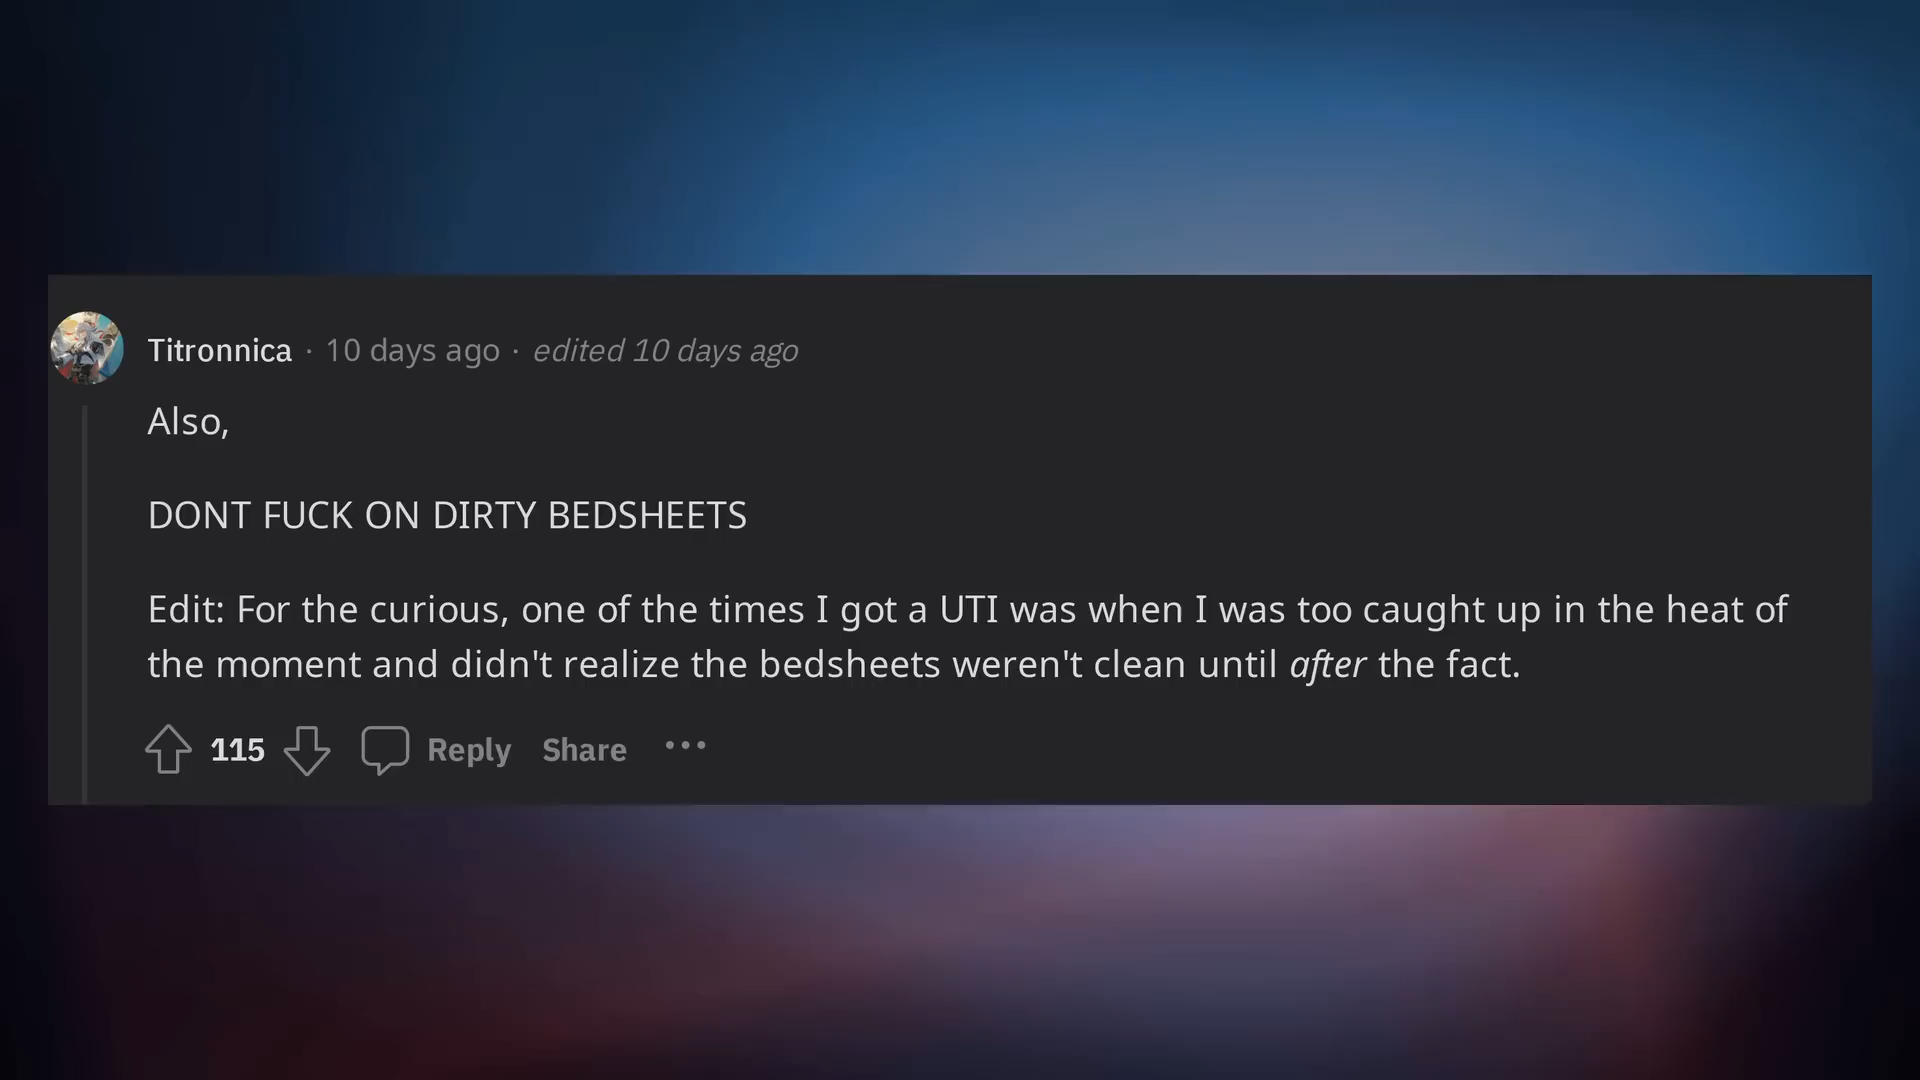 Titronnica · 10 days ago · edited 10 days ago
Also,
DONT FUCK ON DIRTY BEDSHEETS
Edit: For the curious, one of the times I got a UTI was when I was too caught up in the heat of
the moment and didn't realize the bedsheets weren't clean until after the fact.
115 Reply Share ···